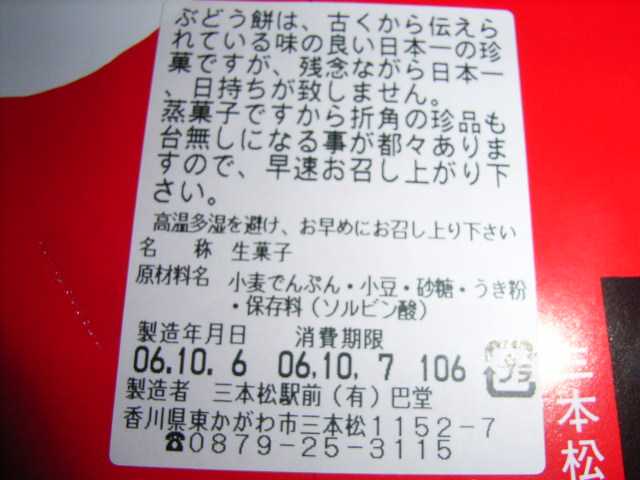 ぶどう餅は、古くから伝えら
れている味の良い日本一の珍
菓ですが、残念ながら日本一
、日持ちが致しません。
蒸菓子ですから折角の珍品も
台無しになる事が都々ありま
すので、早速お召し上がり下
さい。
高温多湿を避け、お早めにお召し上り下さい
名 称 生菓子
原材料名 小麦でんぷん・小豆・砂糖・うき粉
・保存料(ソルビン酸)
製造年月日 消費期限
06.10. 6 06.10. 7 106
プラ
製造者 三本松駅前(有)巴堂
香川県東かがわ市三本松1152-7
☎0879-25-3115
三本松